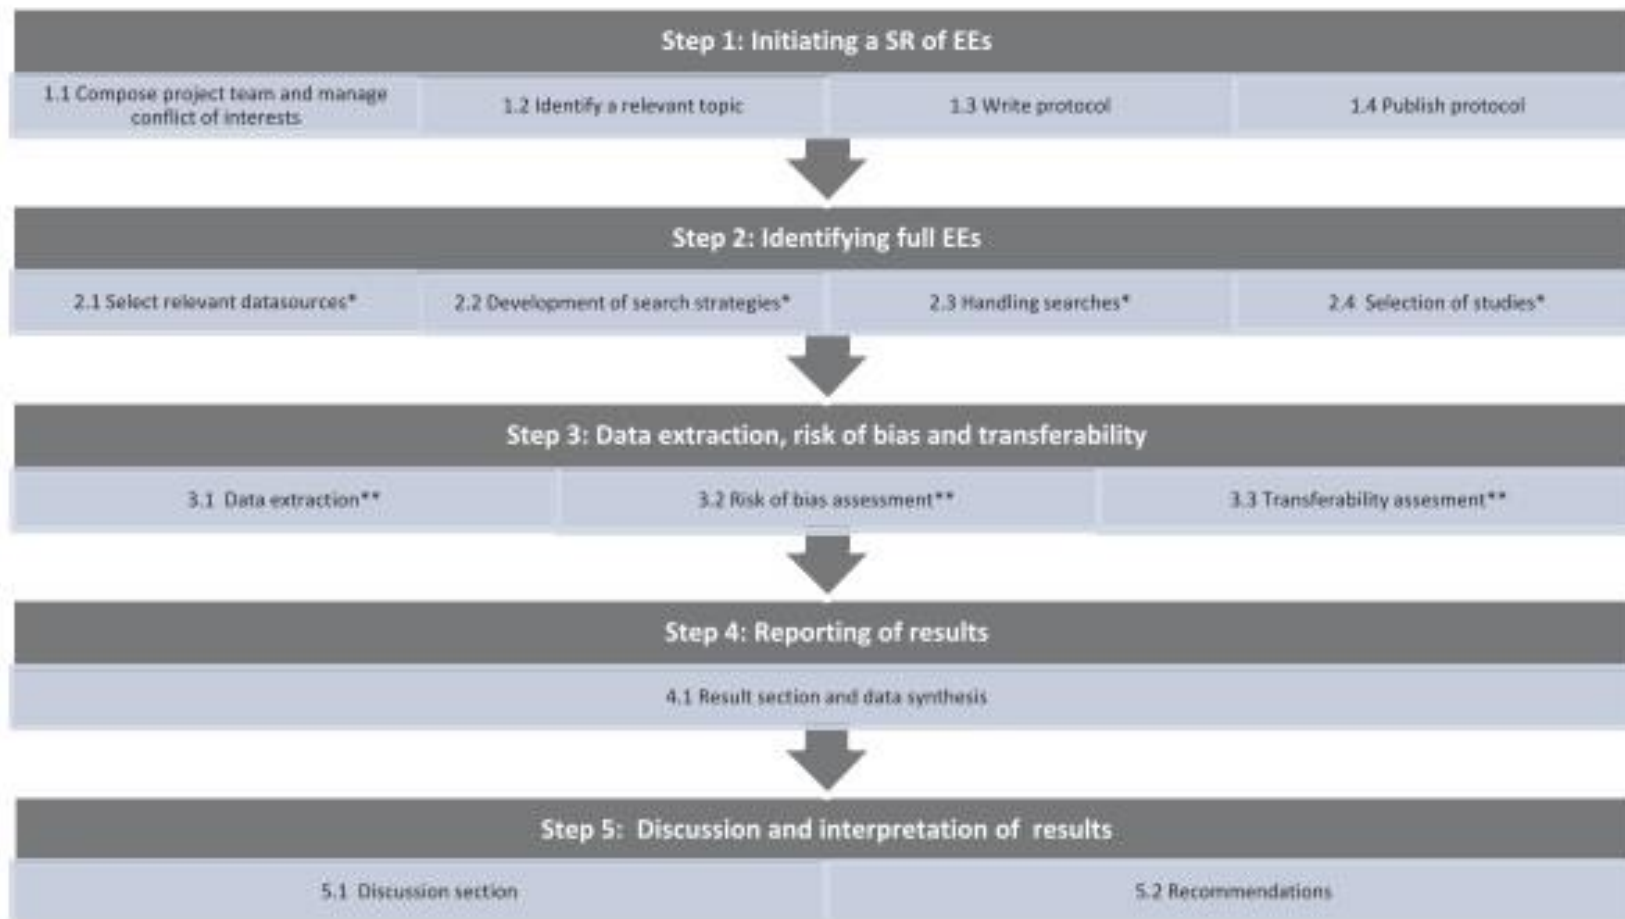 Step 1: Initiating a SR of EEs
1.1 Compose project team and manage
conflict of interests
1.2 Identify a relevant topic
1.3 Write protocol
1.4 Publish protocol
Step 2: Identifying full EEs
2.1 Select relevant datasources*
2.2 Development of search strategies*
2.3 Handling searches*
2.4 Selection of studies*
Step 3: Data extraction, risk of bias and transferability
3.1 Data extraction**
3.2 Risk of bias assessment**
3.3 Transferability assesment**
Step 4: Reporting of results
4.1 Result section and data synthesis
Step 5: Discussion and interpretation of results
5.1 Discussion section
5.2 Recommendations